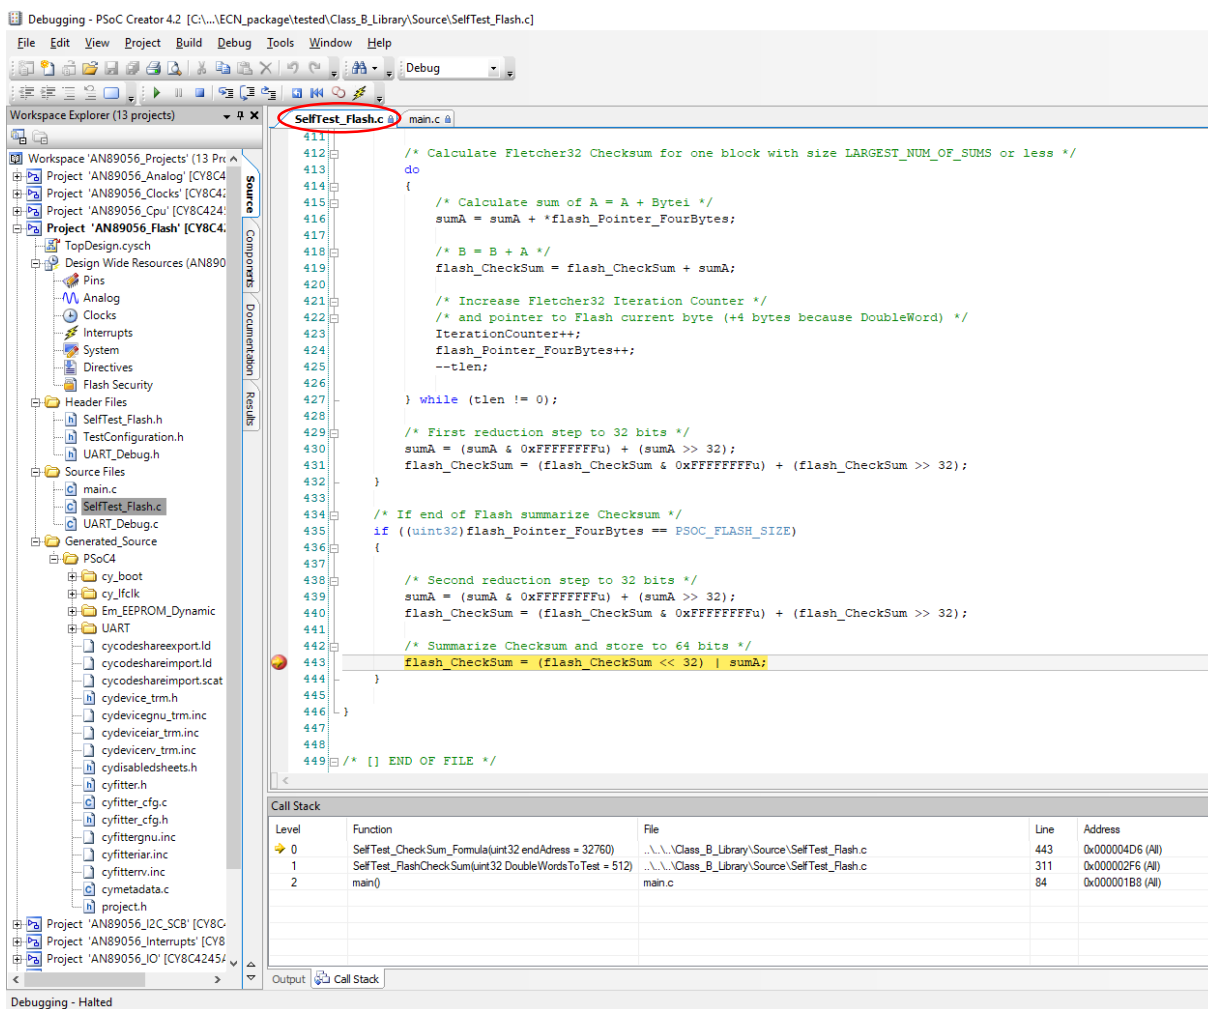 Debugging - PSoC Creator 4.2 [C:\...\ECN_package\tested\Class_B_Library\Source\SelfTest_Flash.c]
File Edit View Project Build Debug Tools Window Help
Debug
Workspace Explorer (13 projects)
Workspace 'AN89056_Projects' (13 Prc
Project 'AN89056_Analog' [CY8C4
Project 'AN89056_Clocks' [CY8C42
Project 'AN89056_Cpu' [CY8C4245
Project 'AN89056_Flash' [CY8C4.
TopDesign.cysch
Design Wide Resources (AN890
Pins
Analog
Clocks
Interrupts
System
Directives
Flash Security
Header Files
SelfTest_Flash.h
TestConfiguration.h
UART_Debug.h
Source Files
main.c
SelfTest_Flash.c
UART_Debug.c
Generated_Source
PSoC4
cy_boot
cy_lfclk
Em_EEPROM_Dynamic
UART
cycodeshareexport.ld
cycodeshareimport.ld
cycodeshareimport.scat
cydevice_trm.h
cydevicegnu_trm.inc
cydeviceiar_trm.inc
cydevicerv_trm.inc
cydisabledsheets.h
cyfitter.h
cyfitter_cfg.c
cyfitter_cfg.h
cyfittergnu.inc
cyfitteriar.inc
cyfitterrv.inc
cymetadata.c
project.h
Project 'AN89056_I2C_SCB' [CY8C
Project 'AN89056_Interrupts' [CY8
Project 'AN89056_IO' [CY8C4245A
Source
Components
Documentation
Results
SelfTest_Flash.c main.c
411
412 /* Calculate Fletcher32 Checksum for one block with size LARGEST_NUM_OF_SUMS or less */
413 do
414 {
415 /* Calculate sum of A = A + Bytei */
416 sumA = sumA + *flash_Pointer_FourBytes;
417
418 /* B = B + A */
419 flash_CheckSum = flash_CheckSum + sumA;
420
421 /* Increase Fletcher32 Iteration Counter */
422 /* and pointer to Flash current byte (+4 bytes because DoubleWord) */
423 IterationCounter++;
424 flash_Pointer_FourBytes++;
425 --tlen;
426
427 } while (tlen != 0);
428
429 /* First reduction step to 32 bits */
430 sumA = (sumA & 0xFFFFFFFFu) + (sumA >> 32);
431 flash_CheckSum = (flash_CheckSum & 0xFFFFFFFFu) + (flash_CheckSum >> 32);
432 }
433
434 /* If end of Flash summarize Checksum */
435 if ((uint32)flash_Pointer_FourBytes == PSOC_FLASH_SIZE)
436 {
437
438 /* Second reduction step to 32 bits */
439 sumA = (sumA & 0xFFFFFFFFu) + (sumA >> 32);
440 flash_CheckSum = (flash_CheckSum & 0xFFFFFFFFu) + (flash_CheckSum >> 32);
441
442 /* Summarize Checksum and store to 64 bits */
443 flash_CheckSum = (flash_CheckSum << 32) | sumA;
444 }
445
446 }
447
448
449 /* [] END OF FILE */
Call Stack
Level Function File Line Address
0 SelfTest_CheckSum_Formula(uint32 endAdress = 32760) ..\..\..\Class_B_Library\Source\SelfTest_Flash.c 443 0x000004D6 (All)
1 SelfTest_FlashCheckSum(uint32 DoubleWordsToTest = 512) ..\..\..\Class_B_Library\Source\SelfTest_Flash.c 311 0x000002F6 (All)
2 main() main.c 84 0x000001B8 (All)
Output Call Stack
Debugging - Halted